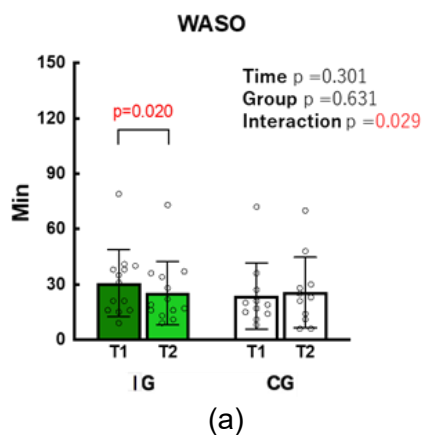 WASO
150
120
90
60
30
0
Min
p=0.020
Time p =0.301
Group p =0.631
Interaction p =0.029
T1 T2 T1 T2
IG CG
(a)